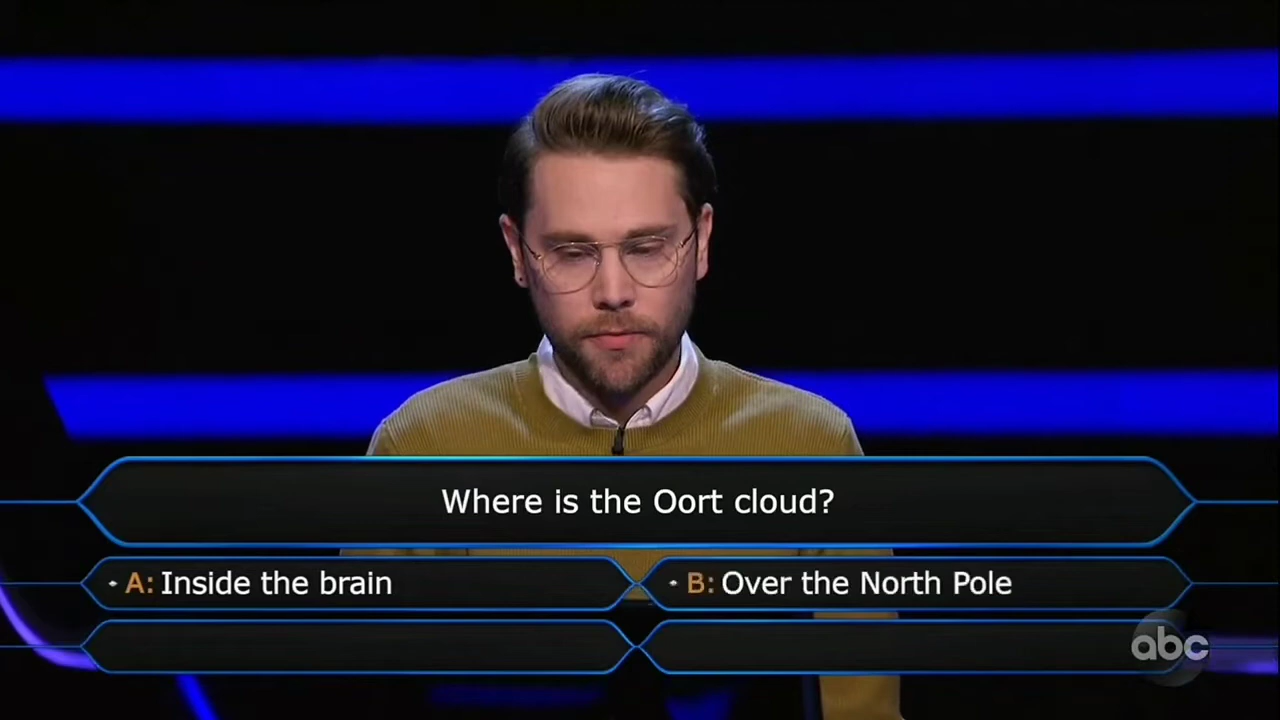 Where is the Oort cloud?
A: Inside the brain
B: Over the North Pole
abc